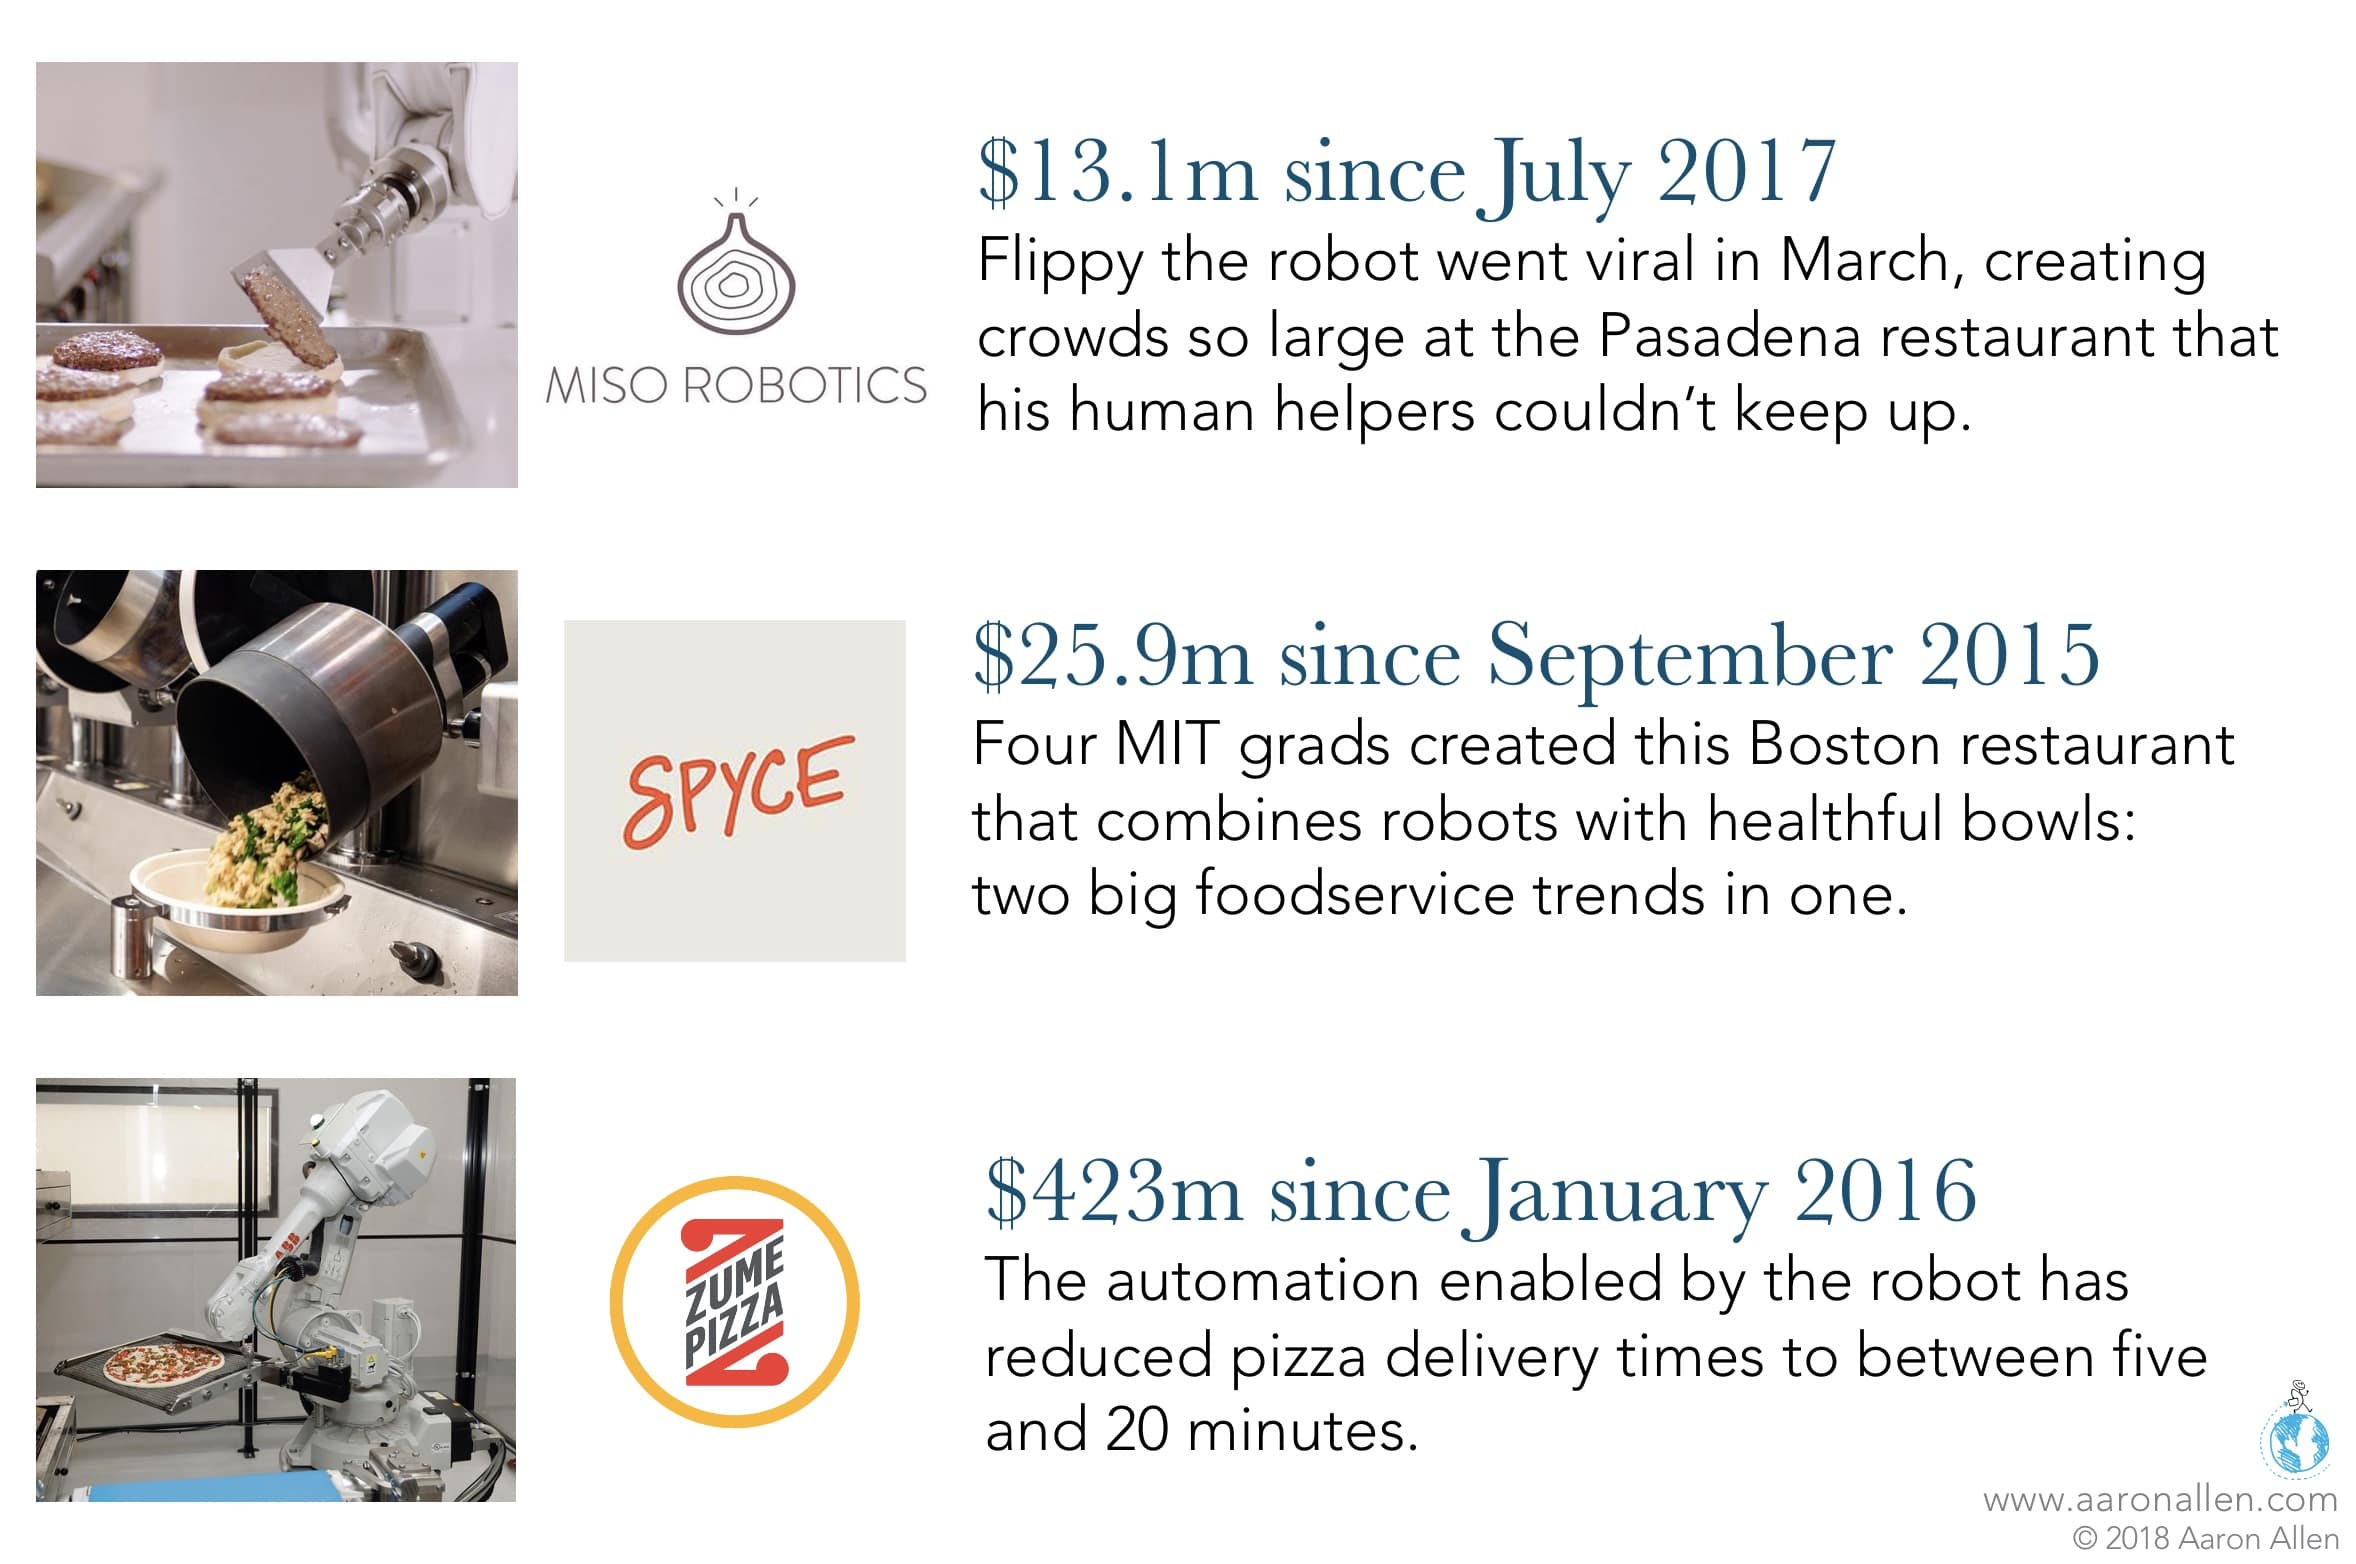 $13.1m since July 2017
Flippy the robot went viral in March, creating
crowds so large at the Pasadena restaurant that
his human helpers couldn’t keep up.
MISO ROBOTICS
$25.9m since September 2015
Four MIT grads created this Boston restaurant
that combines robots with healthful bowls:
two big foodservice trends in one.
SPYCE
$423m since January 2016
The automation enabled by the robot has
reduced pizza delivery times to between five
and 20 minutes.
ZUME
PIZZA
ABB
www.aaronallen.com
© 2018 Aaron Allen